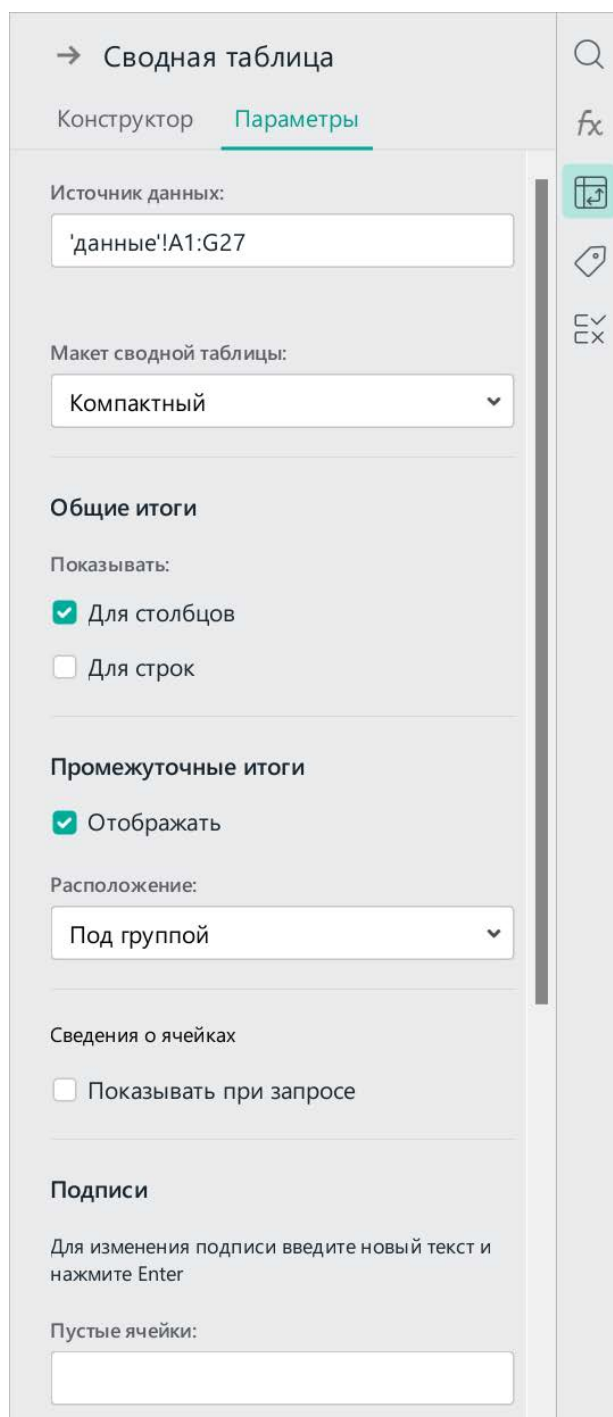 Сводная таблица
Конструктор Параметры
fx
Источник данных:
'данные'!A1:G27
Макет сводной таблицы:
Компактный
Общие итоги
Показывать:
Для столбцов
Для строк
Промежуточные итоги
Отображать
Расположение:
Под группой
Сведения о ячейках
Показывать при запросе
Подписи
Для изменения подписи введите новый текст и
нажмите Enter
Пустые ячейки: